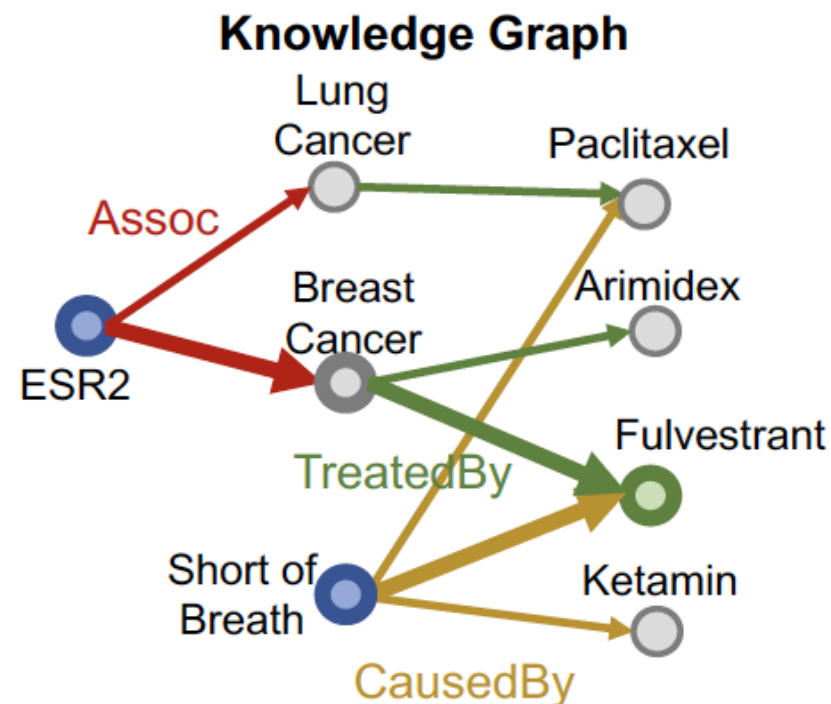 Knowledge Graph
Lung
Cancer
Paclitaxel
Assoc
Breast
Cancer
Arimidex
ESR2
Fulvestrant
TreatedBy
Short of
Breath
Ketamin
CausedBy